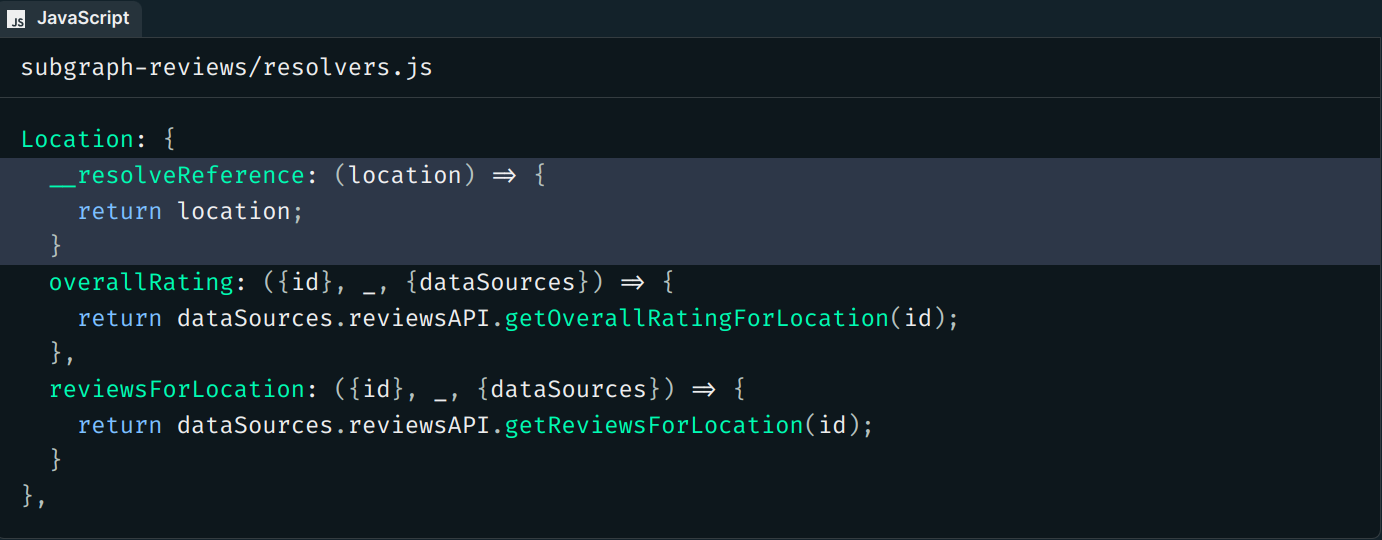 JS JavaScript
subgraph-reviews/resolvers.js
Location: {
  __resolveReference: (location) => {
    return location;
  }
  overallRating: ({id}, _, {dataSources}) => {
    return dataSources.reviewsAPI.getOverallRatingForLocation(id);
  },
  reviewsForLocation: ({id}, _, {dataSources}) => {
    return dataSources.reviewsAPI.getReviewsForLocation(id);
  }
},